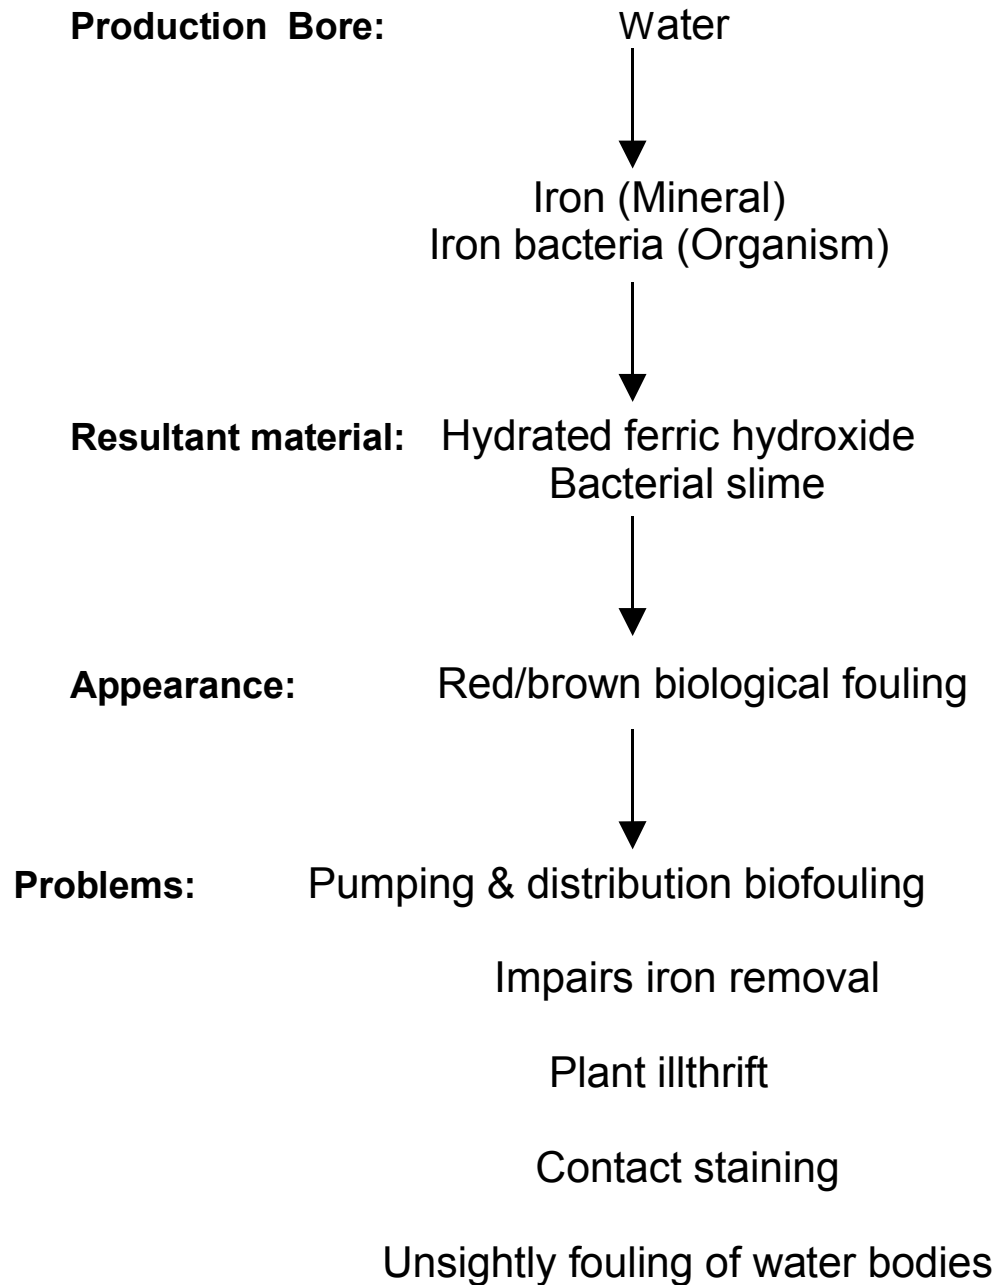 Production Bore: Water
Iron (Mineral)
Iron bacteria (Organism)
Resultant material: Hydrated ferric hydroxide
Bacterial slime
Appearance: Red/brown biological fouling
Problems: Pumping & distribution biofouling
Impairs iron removal
Plant illthrift
Contact staining
Unsightly fouling of water bodies